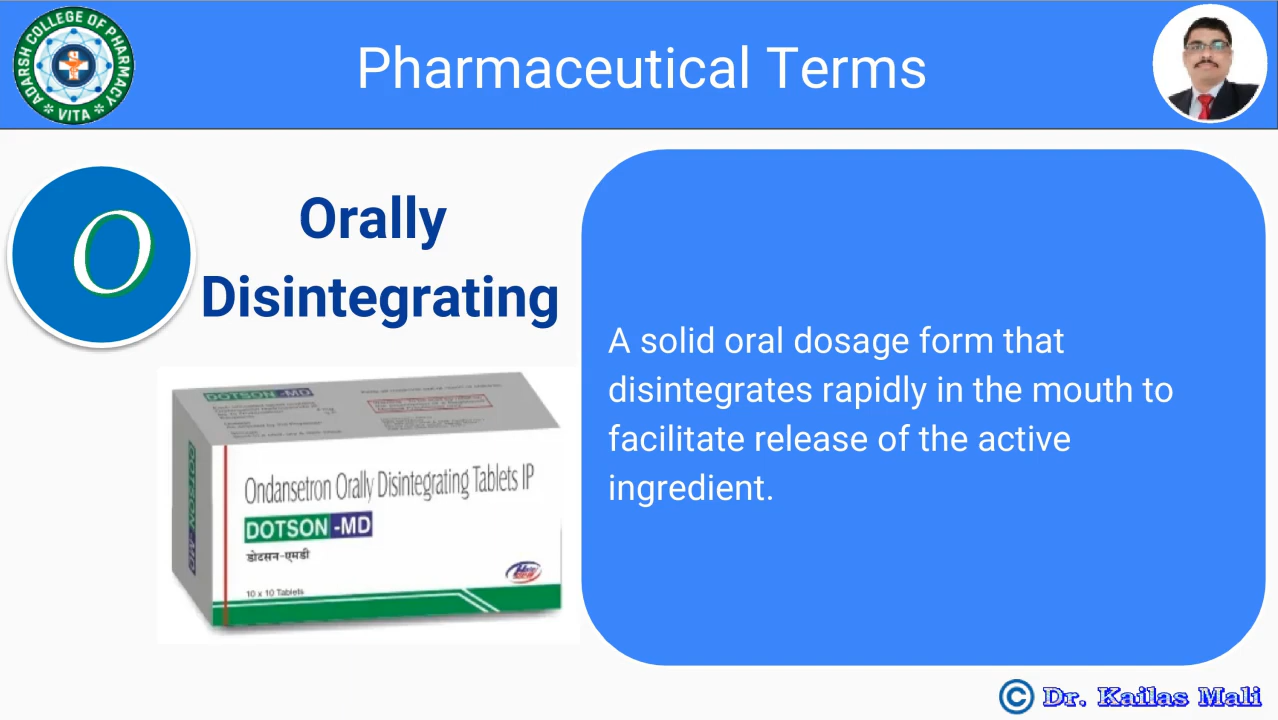 ADARSH COLLEGE OF PHARMACY
VITA
Pharmaceutical Terms
O
Orally
Disintegrating
DOTSON-MD
DOTSON-MD
Ondansetron Orally Disintegrating Tablets IP
DOTSON-MD
डोटसन-एमडी
10 x 10 Tablets
A solid oral dosage form that
disintegrates rapidly in the mouth to
facilitate release of the active
ingredient.
© Dr. Kailas Mali